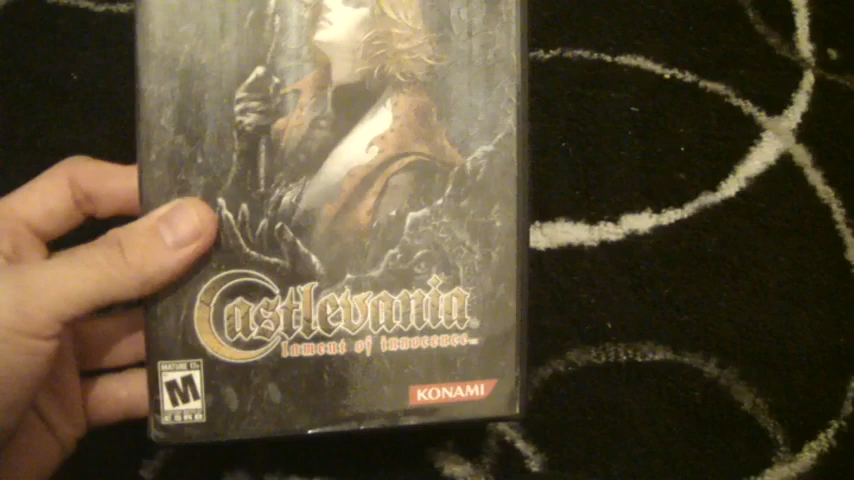 Castlevania
lament of innocence
MATURE 17+
M
ESRB
KONAMI